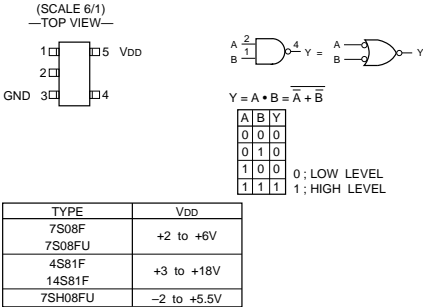 (SCALE 6/1)
—TOP VIEW—
1 5 VDD
2
GND 3 4
A 2 4 Y = A Y
B 1 B
Y = A • B = A + B
A B Y
0 0 0
0 1 0
1 0 0
1 1 1
0 ; LOW LEVEL
1 ; HIGH LEVEL
TYPE VDD
7S08F
7S08FU
+2 to +6V
4S81F
14S81F
+3 to +18V
7SH08FU –2 to +5.5V